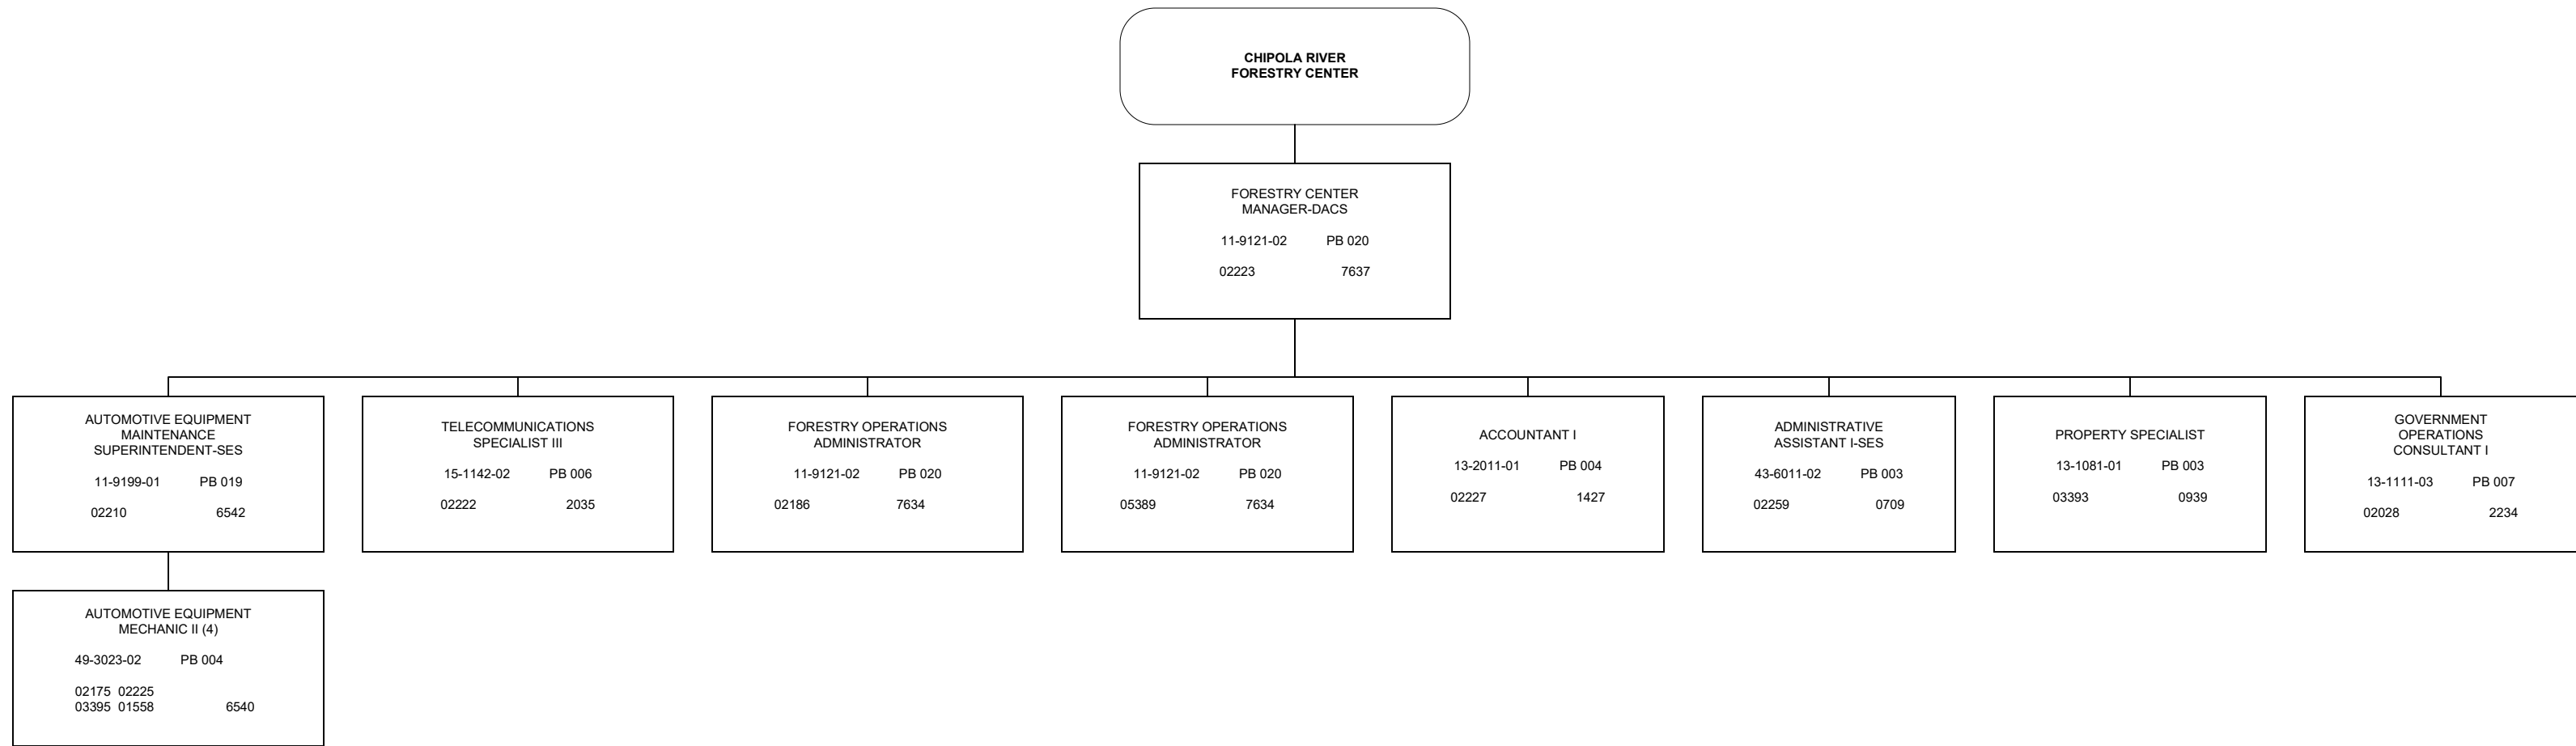 CHIPOLA RIVER
FORESTRY CENTER
FORESTRY CENTER
MANAGER-DACS
11-9121-02 PB 020
02223 7637
AUTOMOTIVE EQUIPMENT
MAINTENANCE
SUPERINTENDENT-SES
11-9199-01 PB 019
02210 6542
TELECOMMUNICATIONS
SPECIALIST III
15-1142-02 PB 006
02222 2035
FORESTRY OPERATIONS
ADMINISTRATOR
11-9121-02 PB 020
02186 7634
FORESTRY OPERATIONS
ADMINISTRATOR
11-9121-02 PB 020
05389 7634
ACCOUNTANT I
13-2011-01 PB 004
02227 1427
ADMINISTRATIVE
ASSISTANT I-SES
43-6011-02 PB 003
02259 0709
PROPERTY SPECIALIST
13-1081-01 PB 003
03393 0939
GOVERNMENT
OPERATIONS
CONSULTANT I
13-1111-03 PB 007
02028 2234
AUTOMOTIVE EQUIPMENT
MECHANIC II (4)
49-3023-02 PB 004
02175 02225
03395 01558 6540